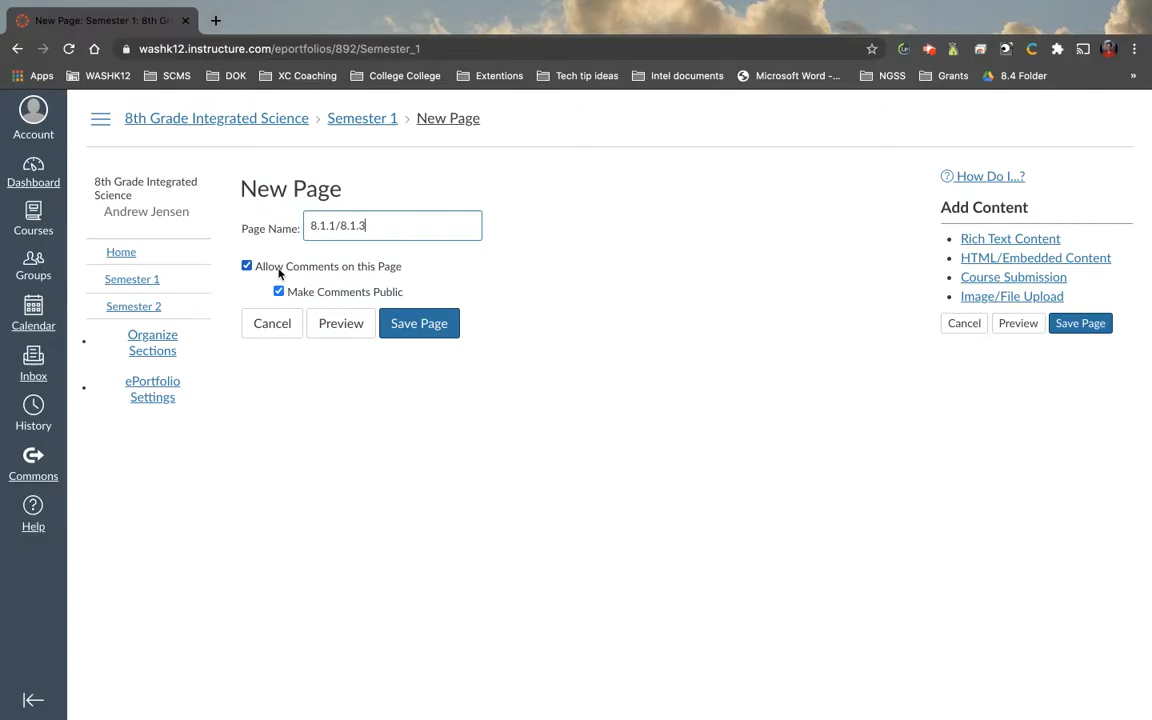 New Page: Semester 1: 8th Gr
washk12.instructure.com/eportfolios/892/Semester_1
Apps WASHK12 SCMS DOK XC Coaching College College Extentions Tech tip ideas Intel documents Microsoft Word -... NGSS Grants 8.4 Folder »
Account
Dashboard
Courses
Groups
Calendar
Inbox
History
Commons
Help
8th Grade Integrated Science › Semester 1 › New Page
8th Grade Integrated
Science
Andrew Jensen
Home
Semester 1
Semester 2
Organize
Sections
ePortfolio
Settings
New Page
Page Name: 8.1.1/8.1.3
Allow Comments on this Page
Make Comments Public
Cancel Preview Save Page
How Do I...?
Add Content
Rich Text Content
HTML/Embedded Content
Course Submission
Image/File Upload
Cancel Preview Save Page